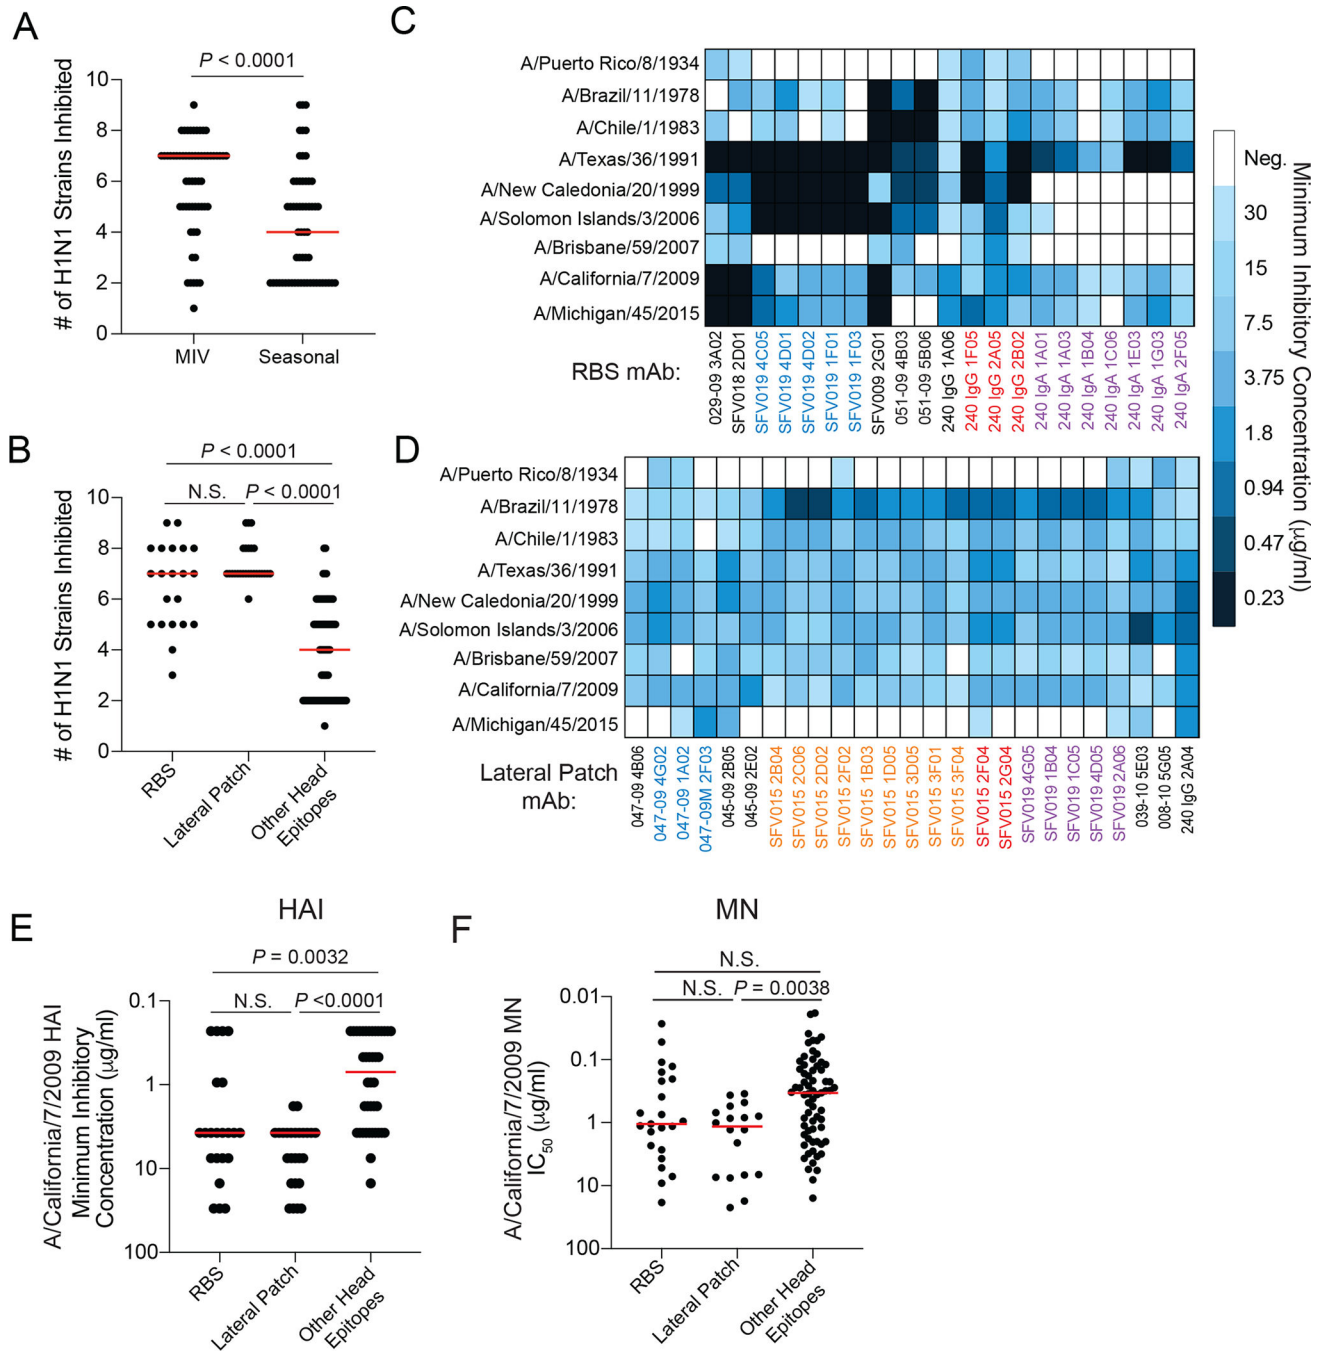 A
P < 0.0001
# of H1N1 Strains Inhibited
10
8
6
4
2
0
MIV
Seasonal
B
P < 0.0001
N.S.
P < 0.0001
# of H1N1 Strains Inhibited
10
8
6
4
2
0
RBS
Lateral Patch
Other Head
Epitopes
C
A/Puerto Rico/8/1934
A/Brazil/11/1978
A/Chile/1/1983
A/Texas/36/1991
A/New Caledonia/20/1999
A/Solomon Islands/3/2006
A/Brisbane/59/2007
A/California/7/2009
A/Michigan/45/2015
RBS mAb:
029-09 3A02
SFV018 2D01
SFV019 4C05
SFV019 4D01
SFV019 4D02
SFV019 1F01
SFV019 1F03
SFV009 2G01
051-09 4B03
051-09 5B06
240 IgG 1A06
240 IgG 1F05
240 IgG 2A05
240 IgG 2B02
240 IgA 1A01
240 IgA 1A03
240 IgA 1B04
240 IgA 1C06
240 IgA 1E03
240 IgA 1G03
240 IgA 2F05
Neg.
30
15
7.5
3.75
1.8
0.94
0.47
0.23
Minimum Inhibitory Concentration (μg/ml)
D
A/Puerto Rico/8/1934
A/Brazil/11/1978
A/Chile/1/1983
A/Texas/36/1991
A/New Caledonia/20/1999
A/Solomon Islands/3/2006
A/Brisbane/59/2007
A/California/7/2009
A/Michigan/45/2015
Lateral Patch
mAb:
047-09 4B06
047-09 4G02
047-09 1A02
047-09M 2F03
045-09 2B05
045-09 2E02
SFV015 2B04
SFV015 2C06
SFV015 2D02
SFV015 2F02
SFV015 1B03
SFV015 1D05
SFV015 3D05
SFV015 3F01
SFV015 3F04
SFV015 2F04
SFV015 2G04
SFV019 4G05
SFV019 1B04
SFV019 1C05
SFV019 4D05
SFV019 2A06
039-10 5E03
008-10 5G05
240 IgG 2A04
E
HAI
P = 0.0032
N.S.
P <0.0001
A/California/7/2009 HAI
Minimum Inhibitory
Concentration (μg/ml)
0.1
1
10
100
RBS
Lateral Patch
Other Head
Epitopes
F
MN
N.S.
N.S.
P = 0.0038
A/California/7/2009 MN
IC50 (μg/ml)
0.01
0.1
1
10
100
RBS
Lateral Patch
Other Head
Epitopes